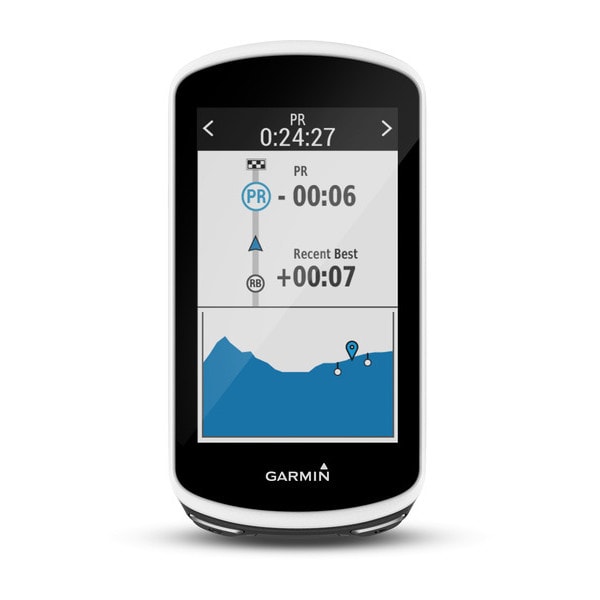 PR
0:24:27
PR
PR - 00:06
Recent Best
RB +00:07
GARMIN